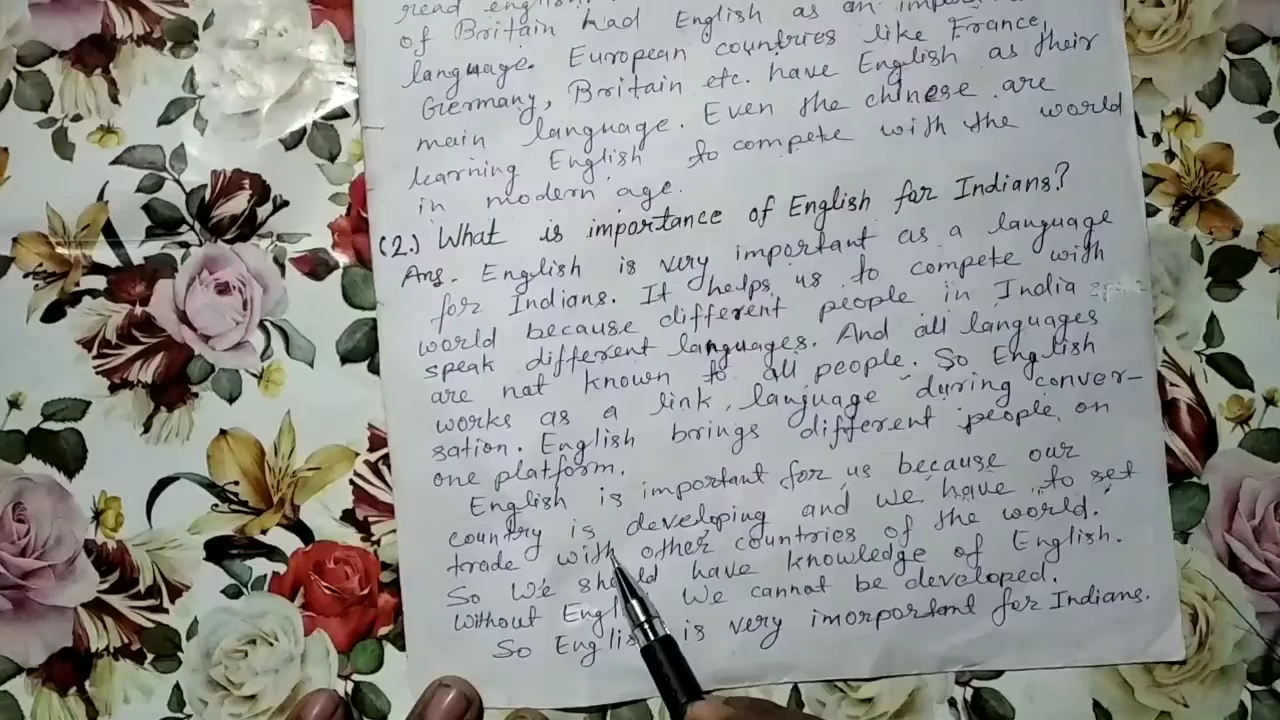 read english
of Britain had English as an
language. European countries like France,
Germany, Britain etc. have English as their
main language. Even the chinese are
learning English to compete with the world
in modern age.
(2.) What is importance of English for Indians?
Ans. English is very important as a language
for Indians. It helps us to compete with
world because different people in India
speak different languages. And all languages
are not known to all people. So English
works as a link language during conver-
sation. English brings different people on
one platform.
English is important for us because our
country is developing and we have to set
trade with other countries of the world.
So We should have knowledge of English.
Without We cannot be developed.
So English is very imorportant for Indians.